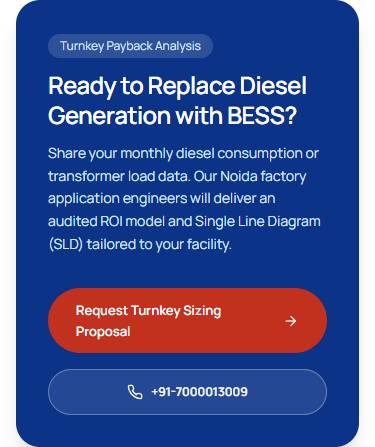 Turnkey Payback Analysis
Ready to Replace Diesel
Generation with BESS?
Share your monthly diesel consumption or
transformer load data. Our Noida factory
application engineers will deliver an
audited ROI model and Single Line Diagram
(SLD) tailored to your facility.
Request Turnkey Sizing
Proposal
+91-7000013009